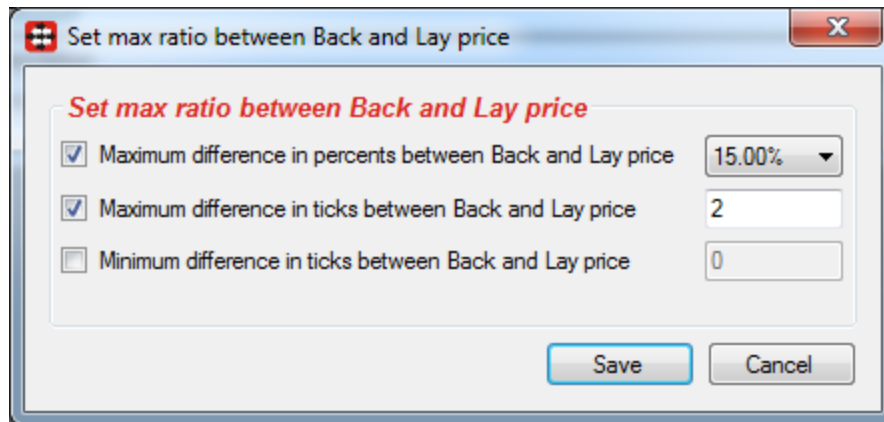 Set max ratio between Back and Lay price
Set max ratio between Back and Lay price
Maximum difference in percents between Back and Lay price 15.00%
Maximum difference in ticks between Back and Lay price 2
Minimum difference in ticks between Back and Lay price 0
Save Cancel